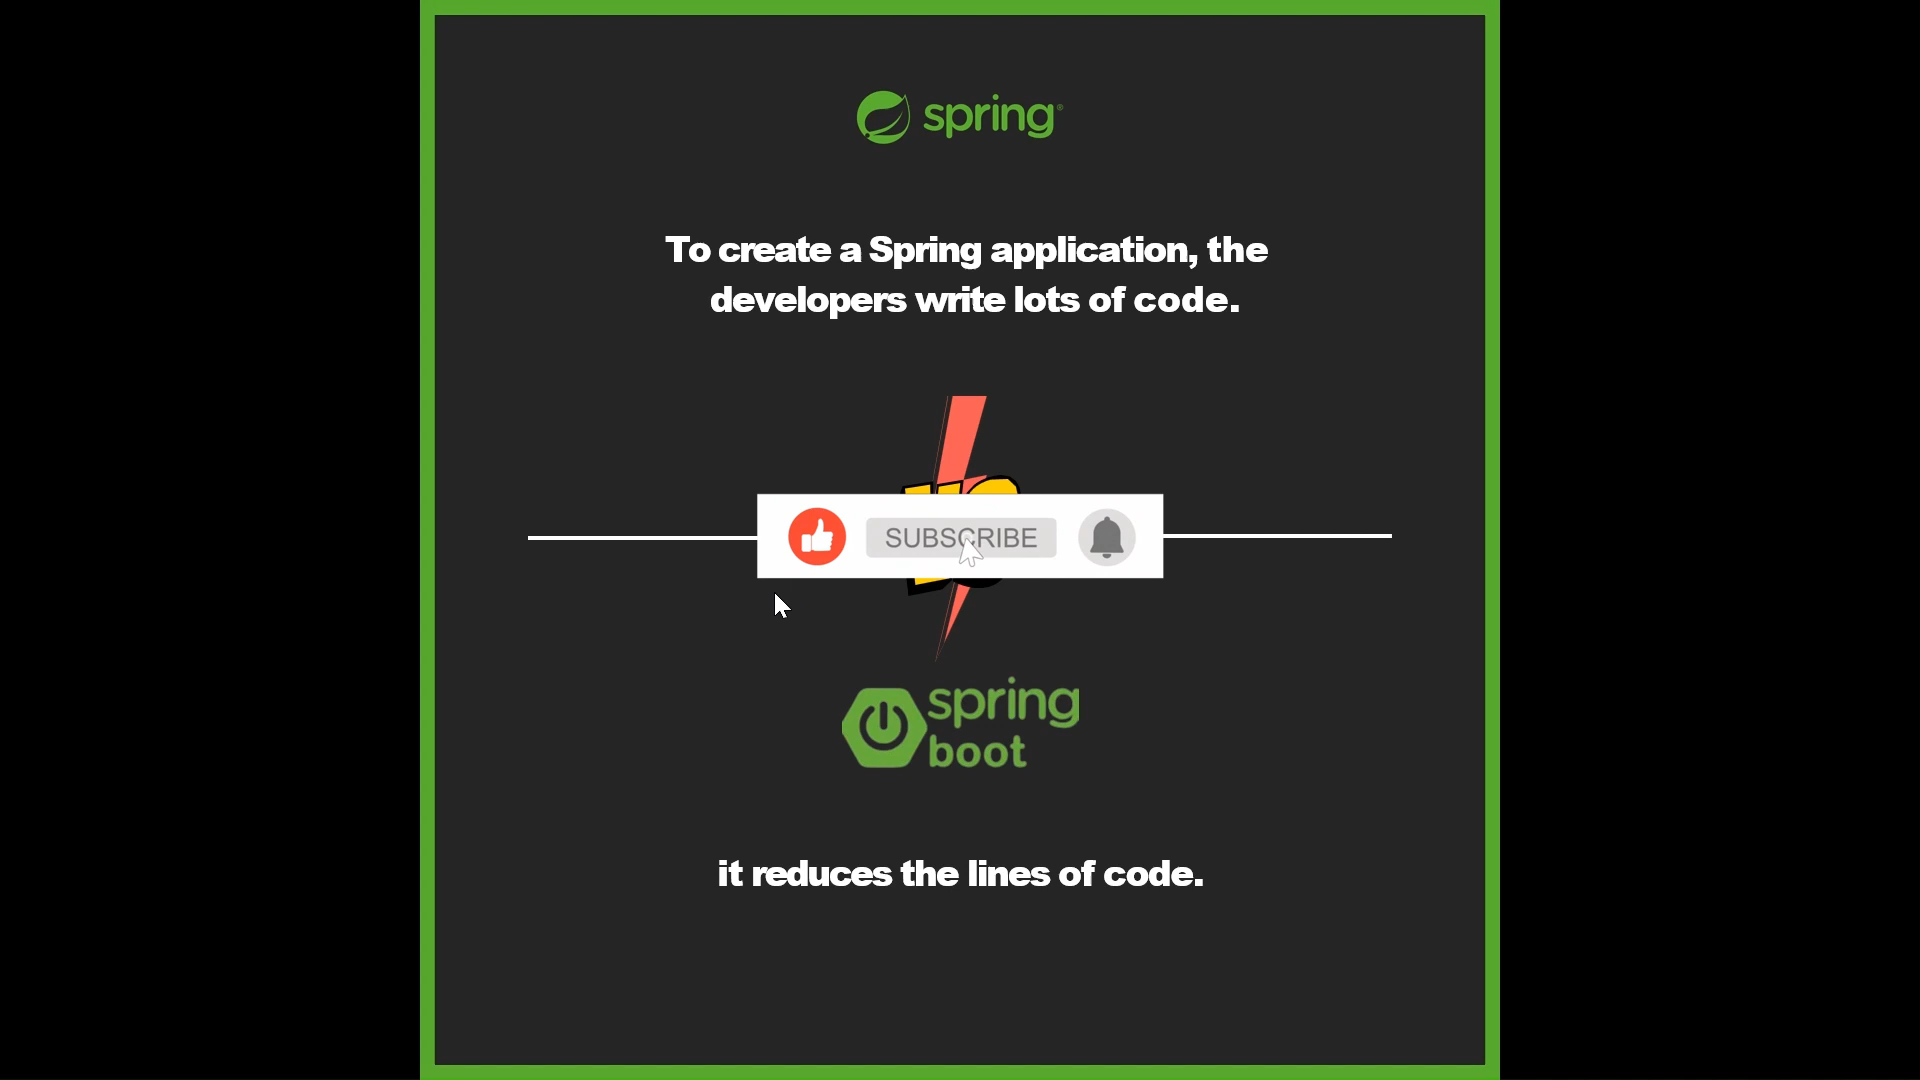 spring
To create a Spring application, the
developers write lots of code.
SUBSCRIBE
spring
boot
it reduces the lines of code.